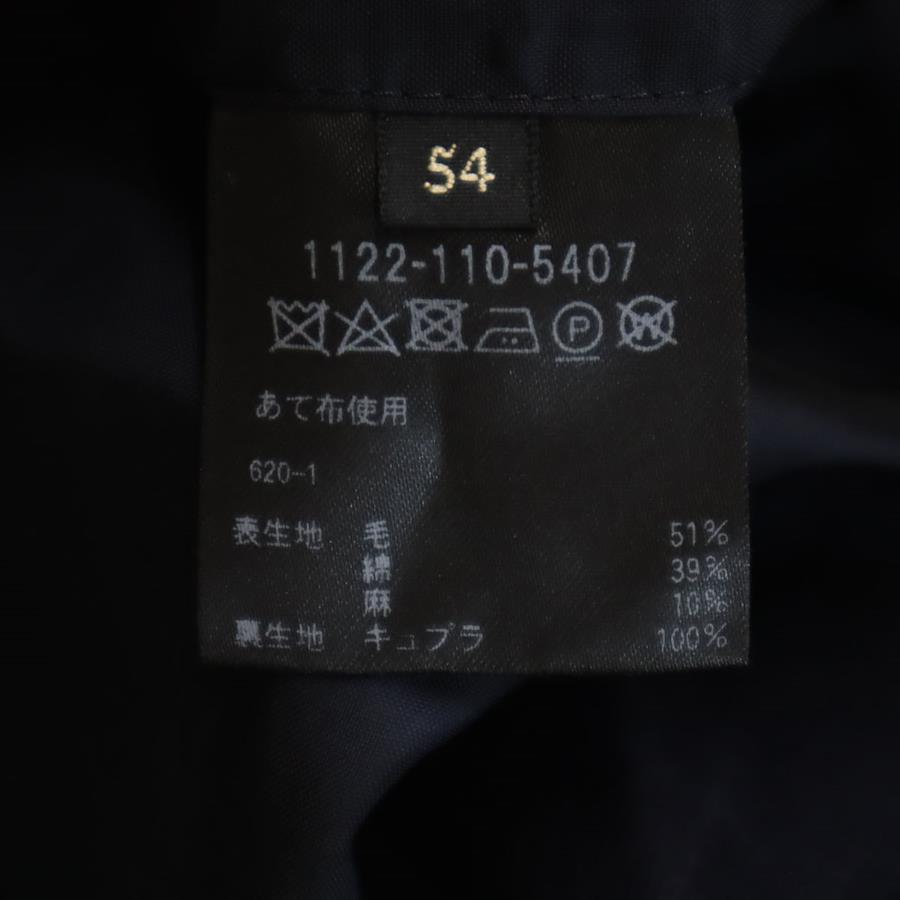 54
1122-110-5407
P W
あて布使用
620-1
表生地 毛 51%
綿 39%
麻 10%
裏生地 キュプラ 100%